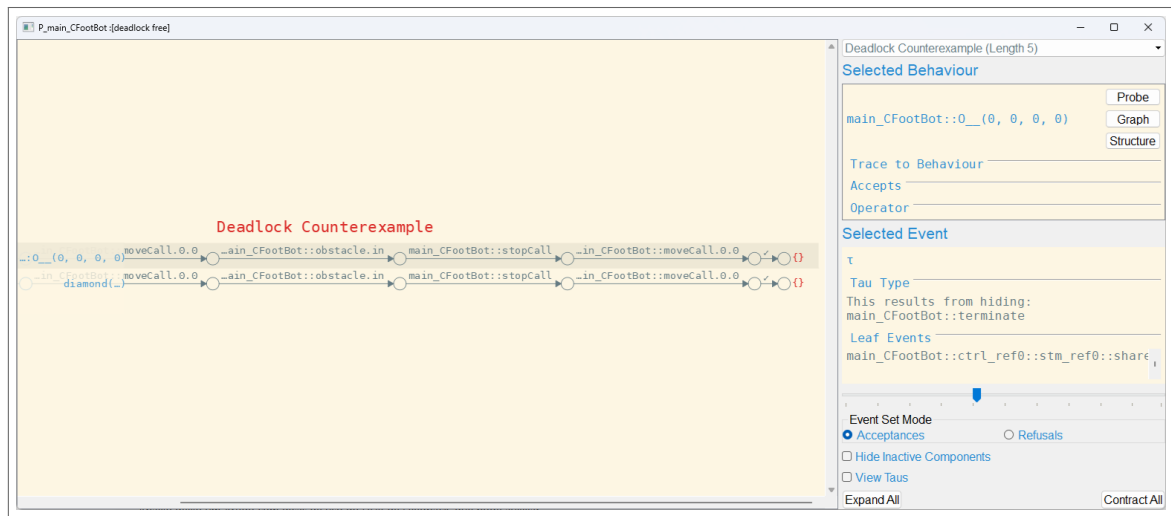 P_main_CFootBot :[deadlock free]
Deadlock Counterexample (Length 5)
Selected Behaviour
Probe
main_CFootBot::O__(0, 0, 0, 0)
Graph
Structure
Trace to Behaviour
Accepts
Operator
Deadlock Counterexample
…:O__(0, 0, 0, 0) moveCall.0.0 …ain_CFootBot::obstacle.in main_CFootBot::stopCall …in_CFootBot::moveCall.0.0 ✓ {}
…in_CFootBot::moveCall.0.0 …ain_CFootBot::obstacle.in main_CFootBot::stopCall …in_CFootBot::moveCall.0.0 ✓ {}
diamond(…)
Selected Event
τ
Tau Type
This results from hiding:
main_CFootBot::terminate
Leaf Events
main_CFootBot::ctrl_ref0::stm_ref0::share
Event Set Mode
Acceptances Refusals
Hide Inactive Components
View Taus
Expand All Contract All